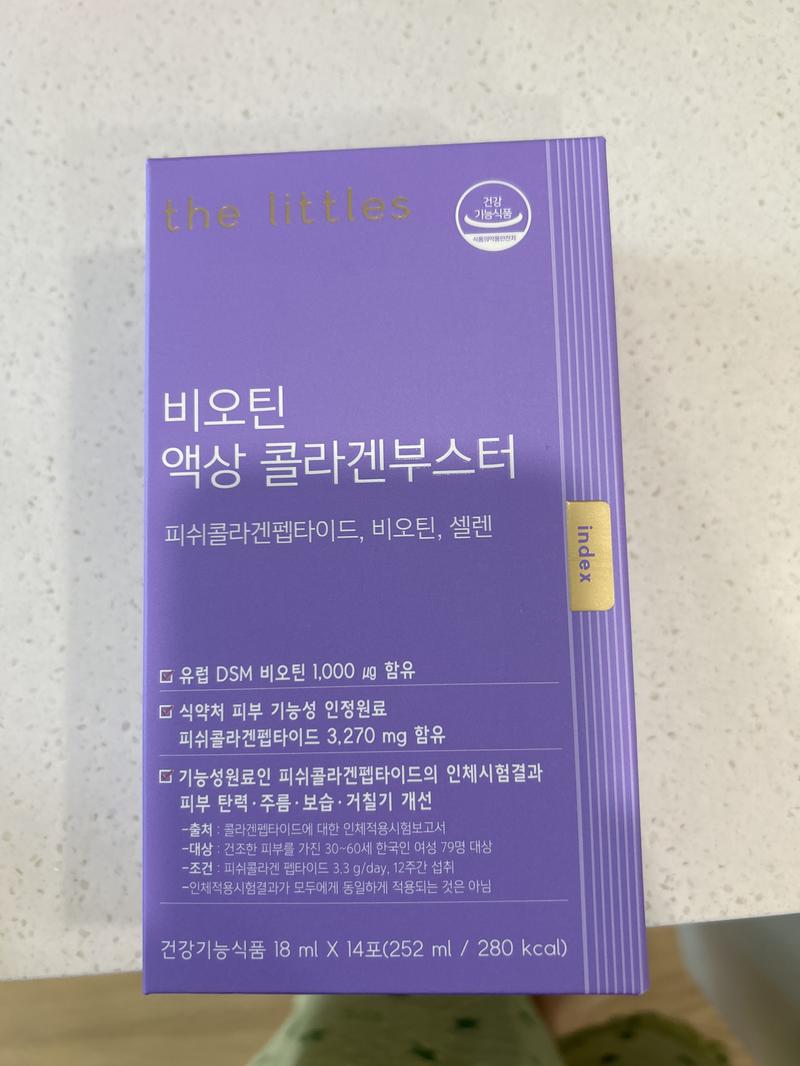 the littles
건강
기능식품
식품의약품안전처
비오틴
액상 콜라겐부스터
피쉬콜라겐펩타이드, 비오틴, 셀렌
index
유럽 DSM 비오틴 1,000 ㎍ 함유
식약처 피부 기능성 인정원료
피쉬콜라겐펩타이드 3,270 mg 함유
기능성원료인 피쉬콜라겐펩타이드의 인체시험결과
피부 탄력·주름·보습·거칠기 개선
-출처 : 콜라겐펩타이드에 대한 인체적용시험보고서
-대상 : 건조한 피부를 가진 30~60세 한국인 여성 79명 대상
-조건 : 피쉬콜라겐 펩타이드 3.3 g/day, 12주간 섭취
-인체적용시험결과가 모두에게 동일하게 적용되는 것은 아님
건강기능식품 18 ml X 14포(252 ml / 280 kcal)